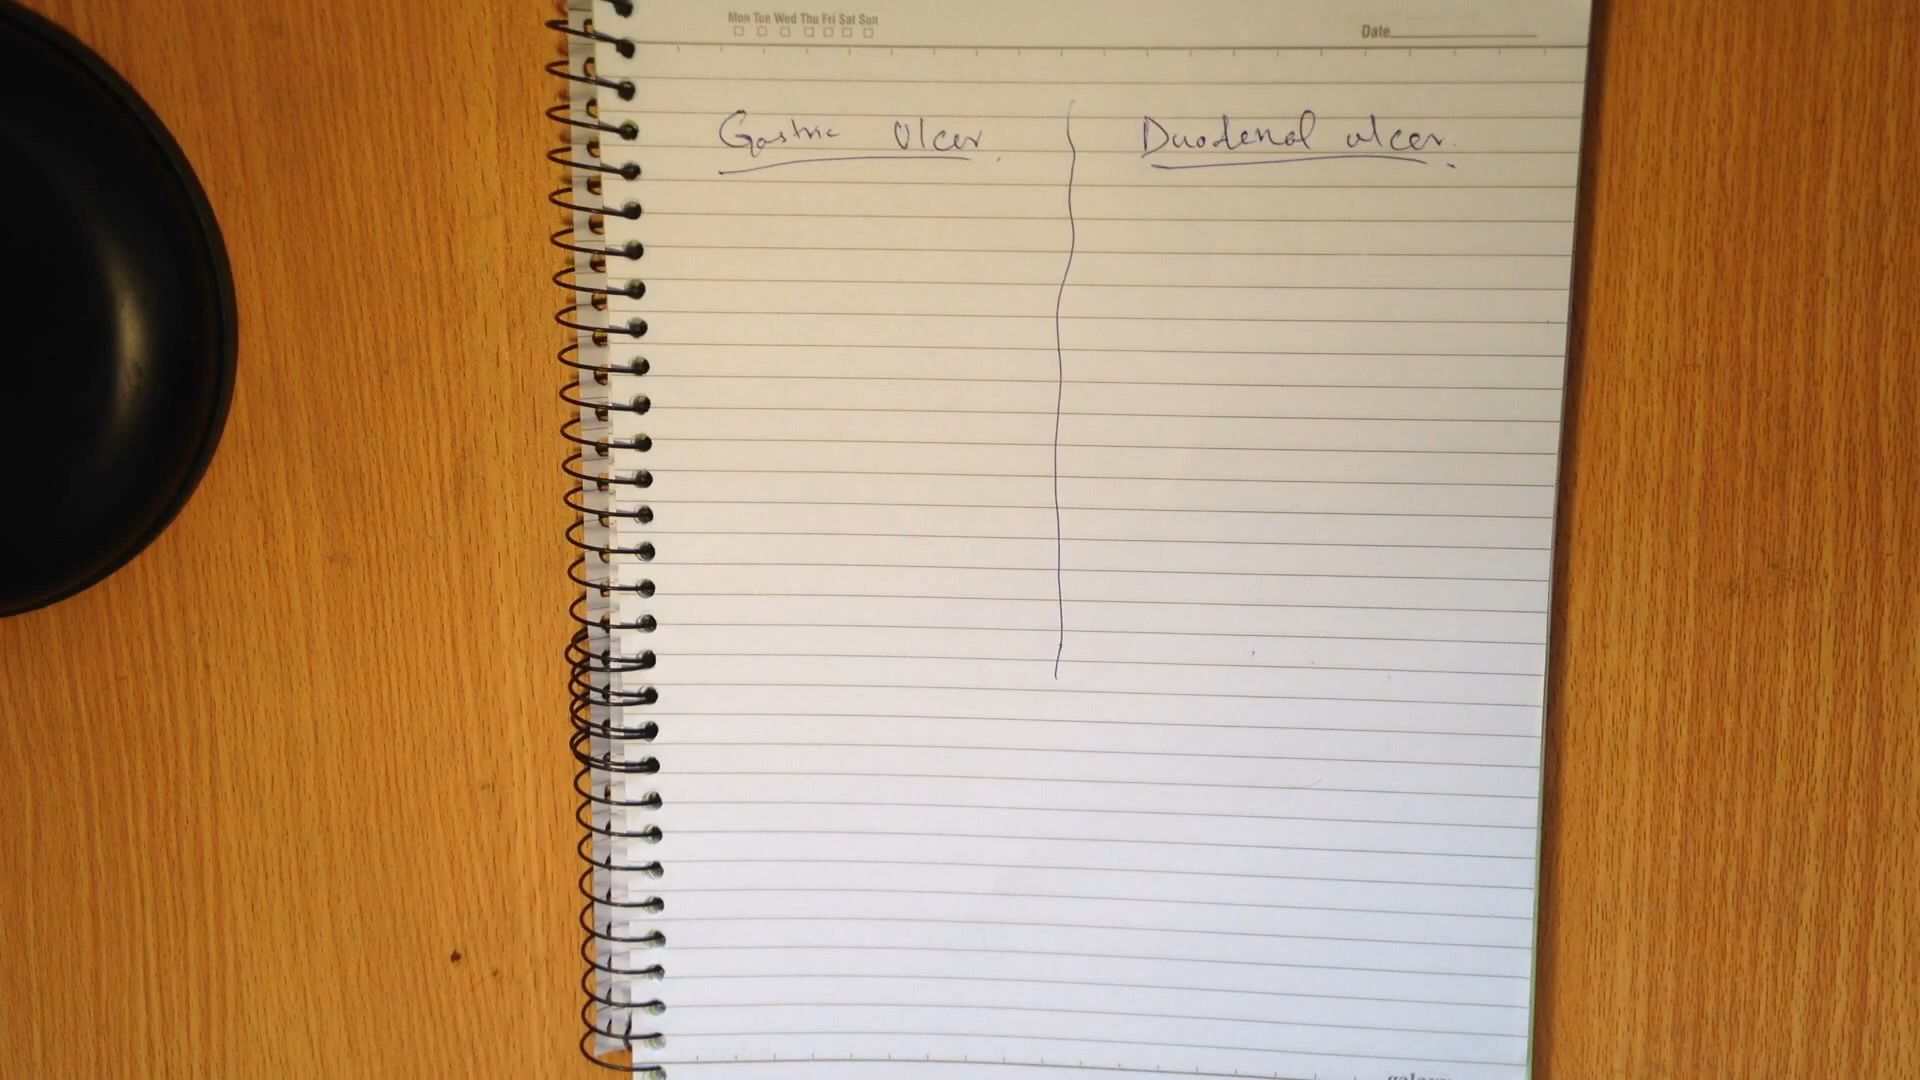 Mon Tue Wed Thu Fri Sat Sun
Date
Gastric Ulcer.
Duodenal ulcer.